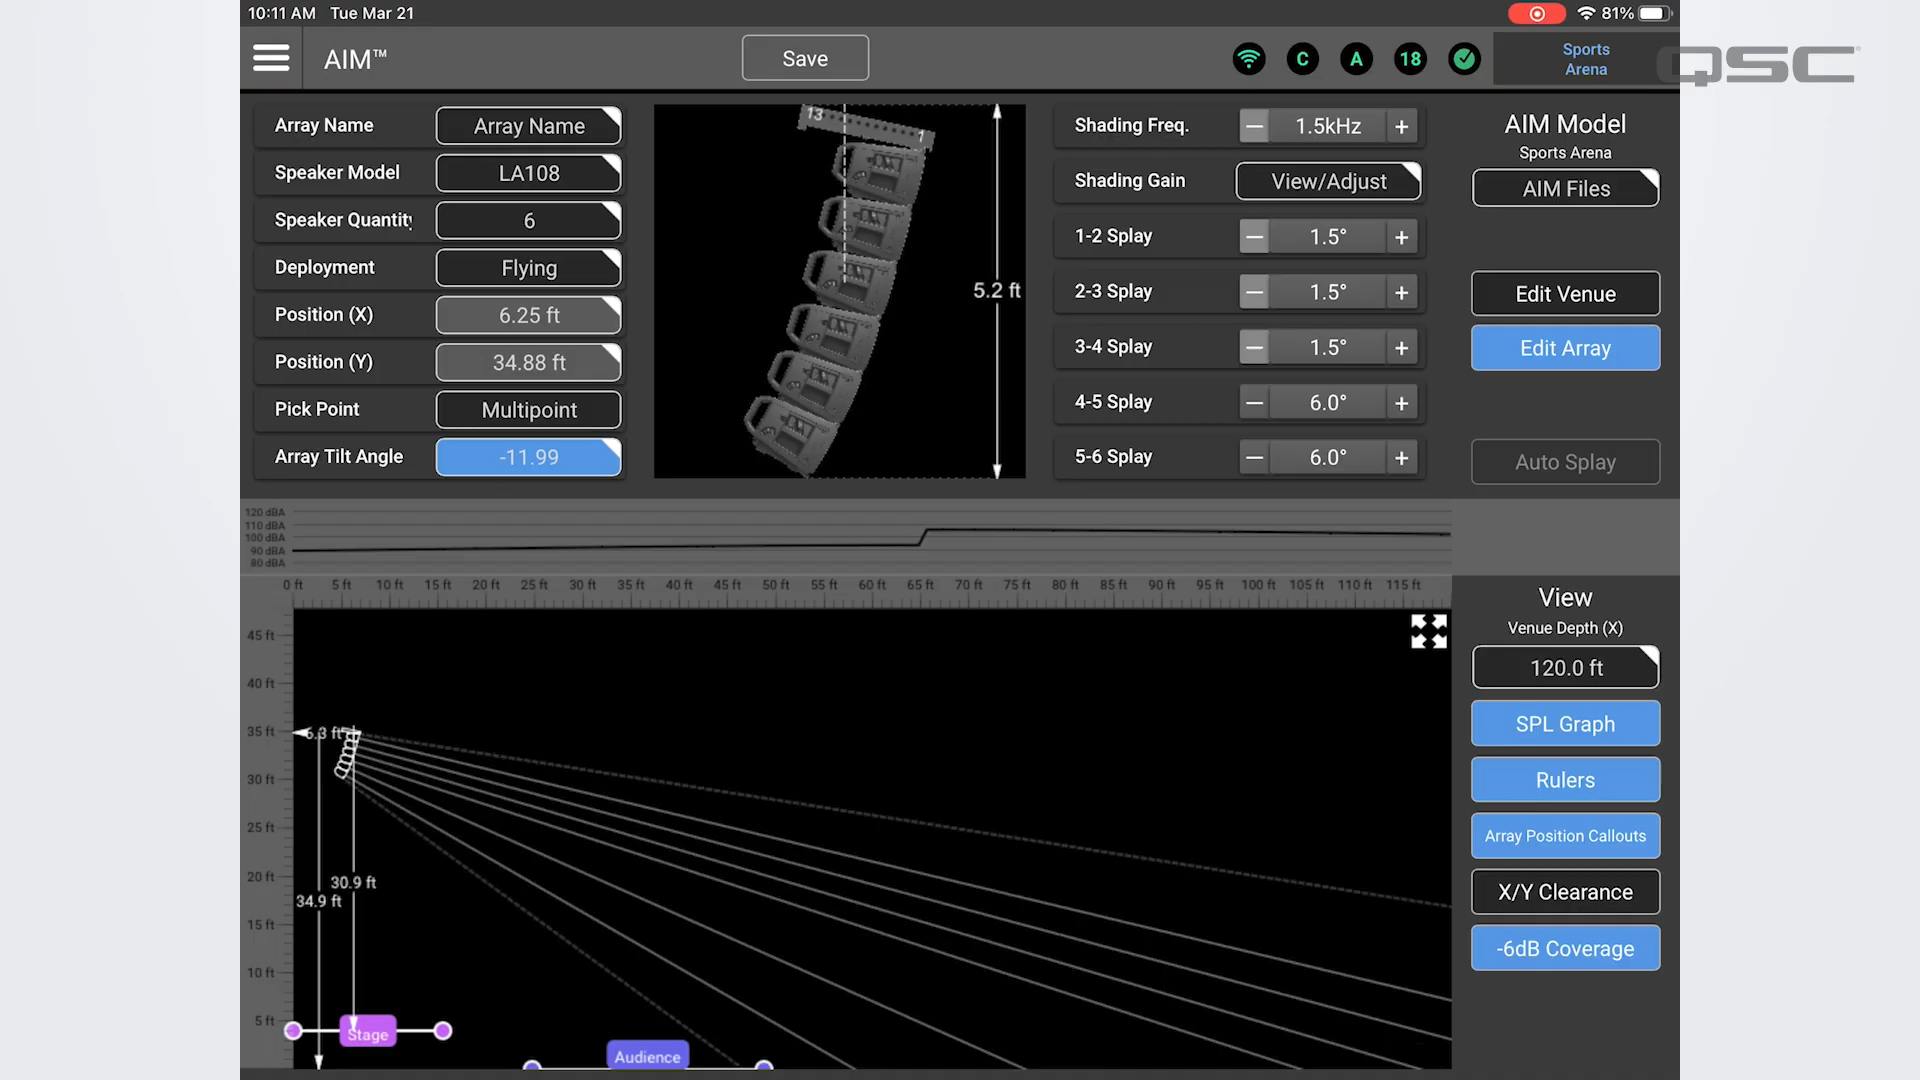 10:11 AM Tue Mar 21
81%
AIM™
Save
C
A
18
Sports
Arena
QSC
Array Name
Array Name
Speaker Model
LA108
Speaker Quantity
6
Deployment
Flying
Position (X)
6.25 ft
Position (Y)
34.88 ft
Pick Point
Multipoint
Array Tilt Angle
-11.99
13
1
5.2 ft
Shading Freq.
— 1.5kHz +
Shading Gain
View/Adjust
1-2 Splay
— 1.5° +
2-3 Splay
— 1.5° +
3-4 Splay
— 1.5° +
4-5 Splay
— 6.0° +
5-6 Splay
— 6.0° +
AIM Model
Sports Arena
AIM Files
Edit Venue
Edit Array
Auto Splay
120 dBA
110 dBA
100 dBA
90 dBA
80 dBA
0 ft 5 ft 10 ft 15 ft 20 ft 25 ft 30 ft 35 ft 40 ft 45 ft 50 ft 55 ft 60 ft 65 ft 70 ft 75 ft 80 ft 85 ft 90 ft 95 ft 100 ft 105 ft 110 ft 115 ft
45 ft
40 ft
35 ft
30 ft
25 ft
20 ft
15 ft
10 ft
5 ft
6.3 ft
30.9 ft
34.9 ft
Stage
Audience
View
Venue Depth (X)
120.0 ft
SPL Graph
Rulers
Array Position Callouts
X/Y Clearance
-6dB Coverage